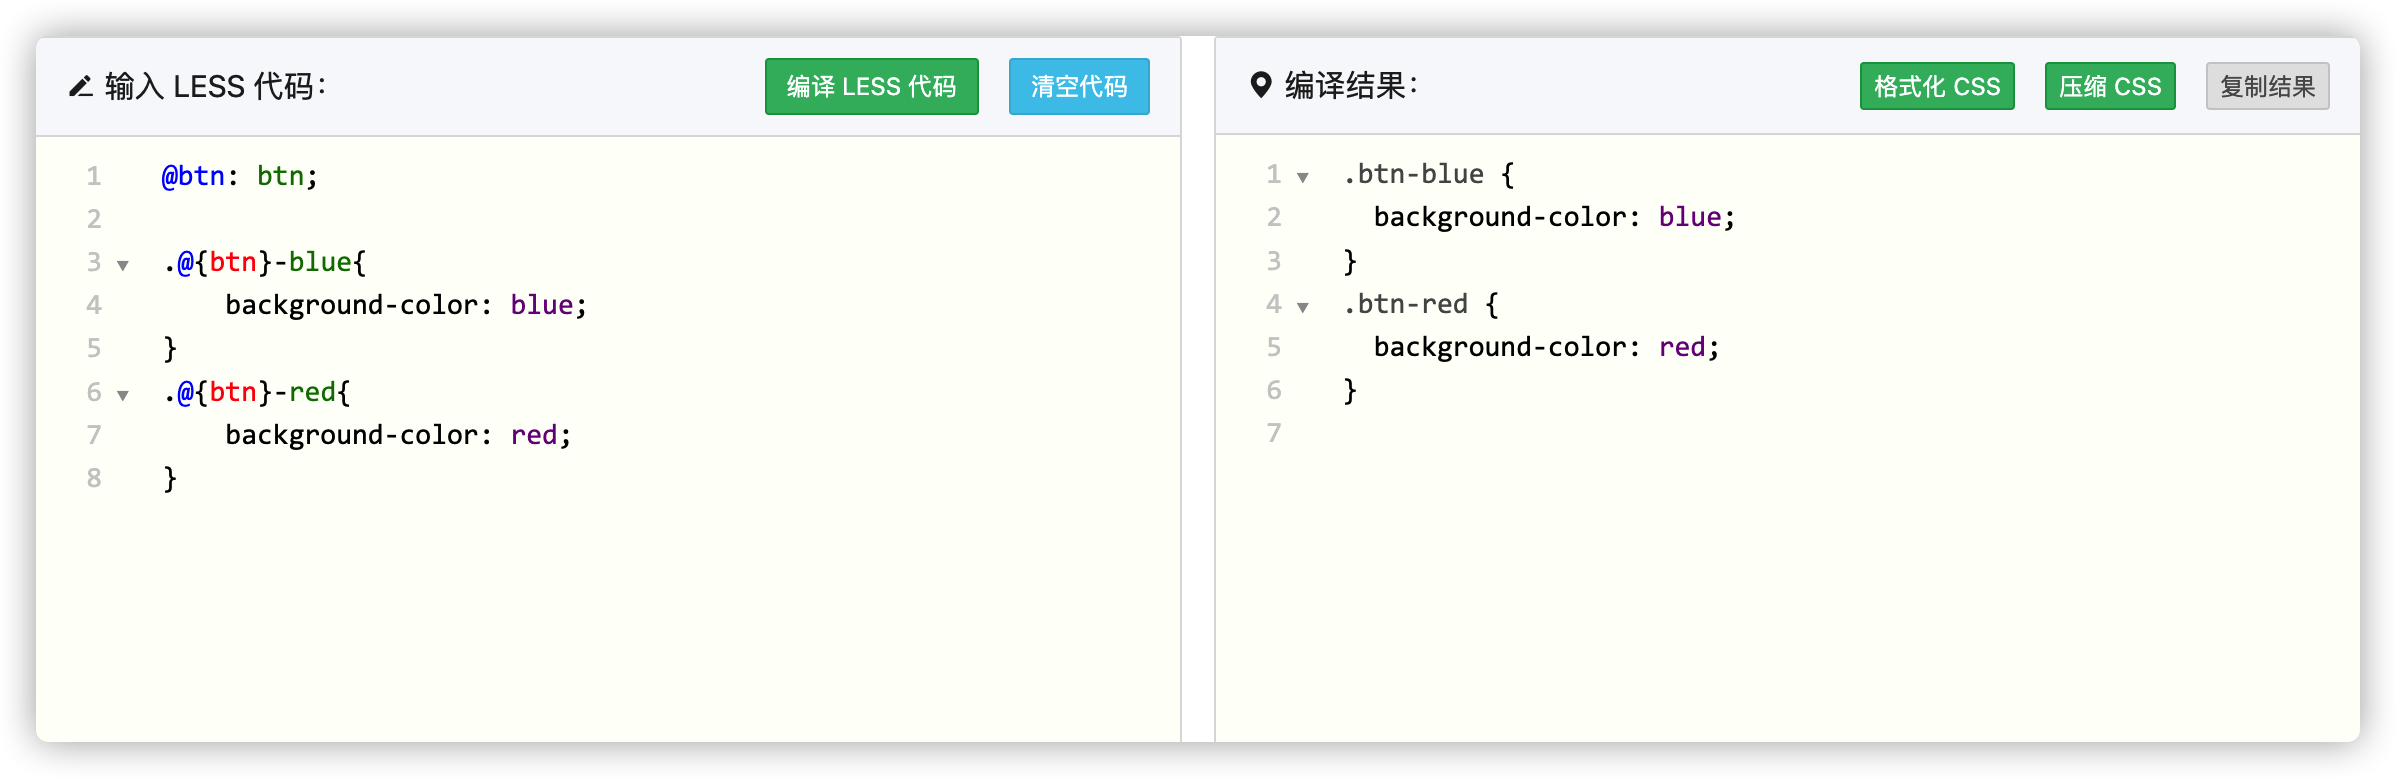 输入 LESS 代码：
编译 LESS 代码
清空代码
1 @btn: btn;
2
3 .@{btn}-blue{
4     background-color: blue;
5 }
6 .@{btn}-red{
7     background-color: red;
8 }
编译结果：
格式化 CSS
压缩 CSS
复制结果
1 .btn-blue {
2   background-color: blue;
3 }
4 .btn-red {
5   background-color: red;
6 }
7